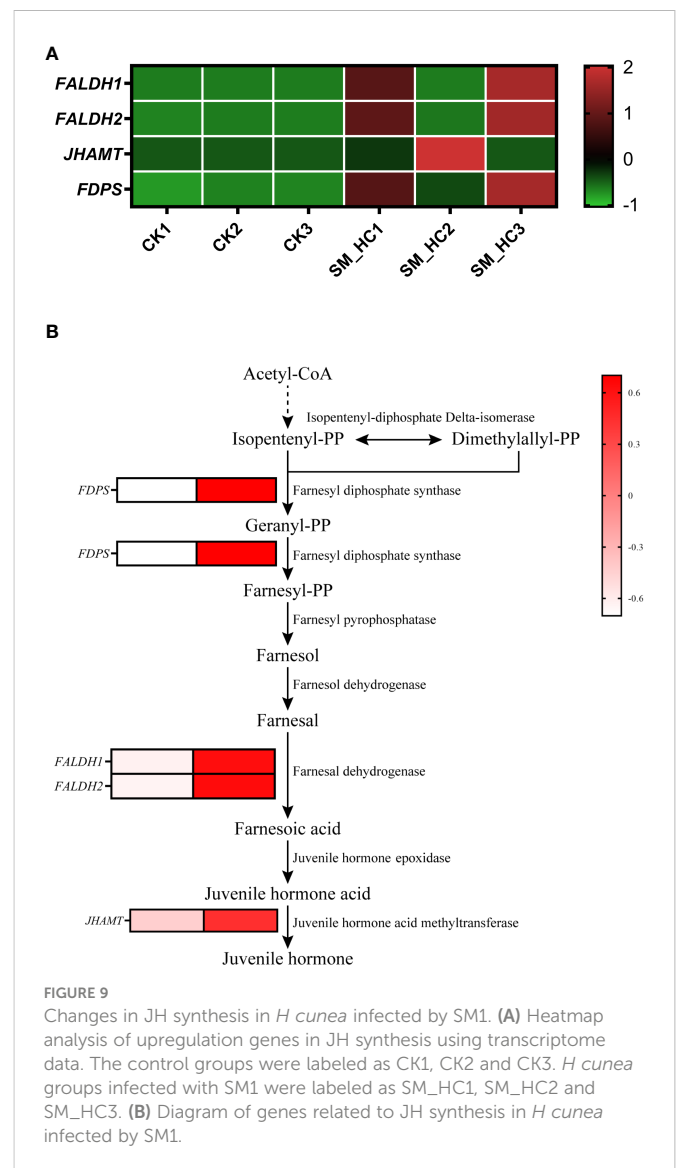 A
FALDH1
FALDH2
JHAMT
FDPS
CK1
CK2
CK3
SM_HC1
SM_HC2
SM_HC3
2
1
0
-1
B
Acetyl-CoA
Isopentenyl-diphosphate Delta-isomerase
Isopentenyl-PP
Dimethylallyl-PP
FDPS
Farnesyl diphosphate synthase
Geranyl-PP
FDPS
Farnesyl diphosphate synthase
Farnesyl-PP
Farnesyl pyrophosphatase
Farnesol
Farnesol dehydrogenase
Farnesal
FALDH1
FALDH2
Farnesal dehydrogenase
Farnesoic acid
Juvenile hormone epoxidase
Juvenile hormone acid
JHAMT
Juvenile hormone acid methyltransferase
Juvenile hormone
0.6
0.3
0
-0.3
-0.6
FIGURE 9
Changes in JH synthesis in H cunea infected by SM1. (A) Heatmap
analysis of upregulation genes in JH synthesis using transcriptome
data. The control groups were labeled as CK1, CK2 and CK3. H cunea
groups infected with SM1 were labeled as SM_HC1, SM_HC2 and
SM_HC3. (B) Diagram of genes related to JH synthesis in H cunea
infected by SM1.